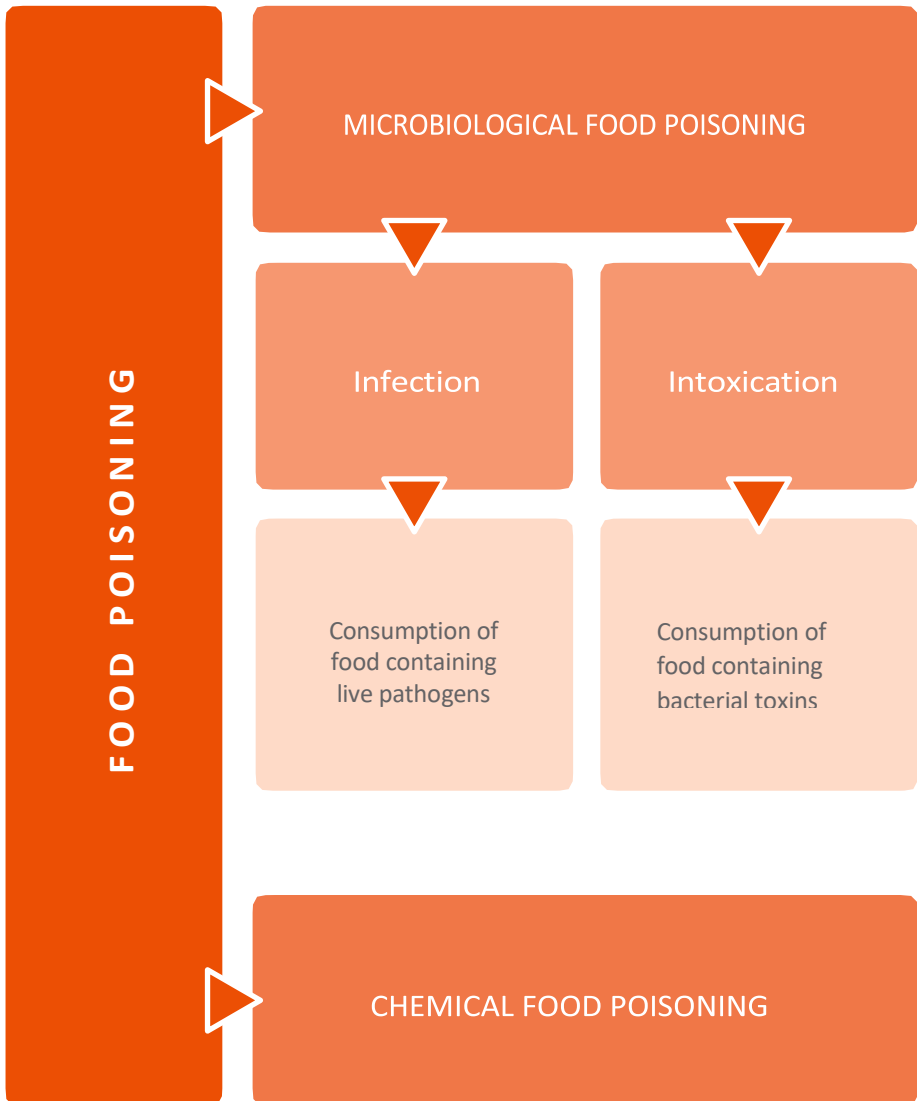 FOOD POISONING
MICROBIOLOGICAL FOOD POISONING
Infection
Intoxication
Consumption of
food containing
live pathogens
Consumption of
food containing
bacterial toxins
CHEMICAL FOOD POISONING